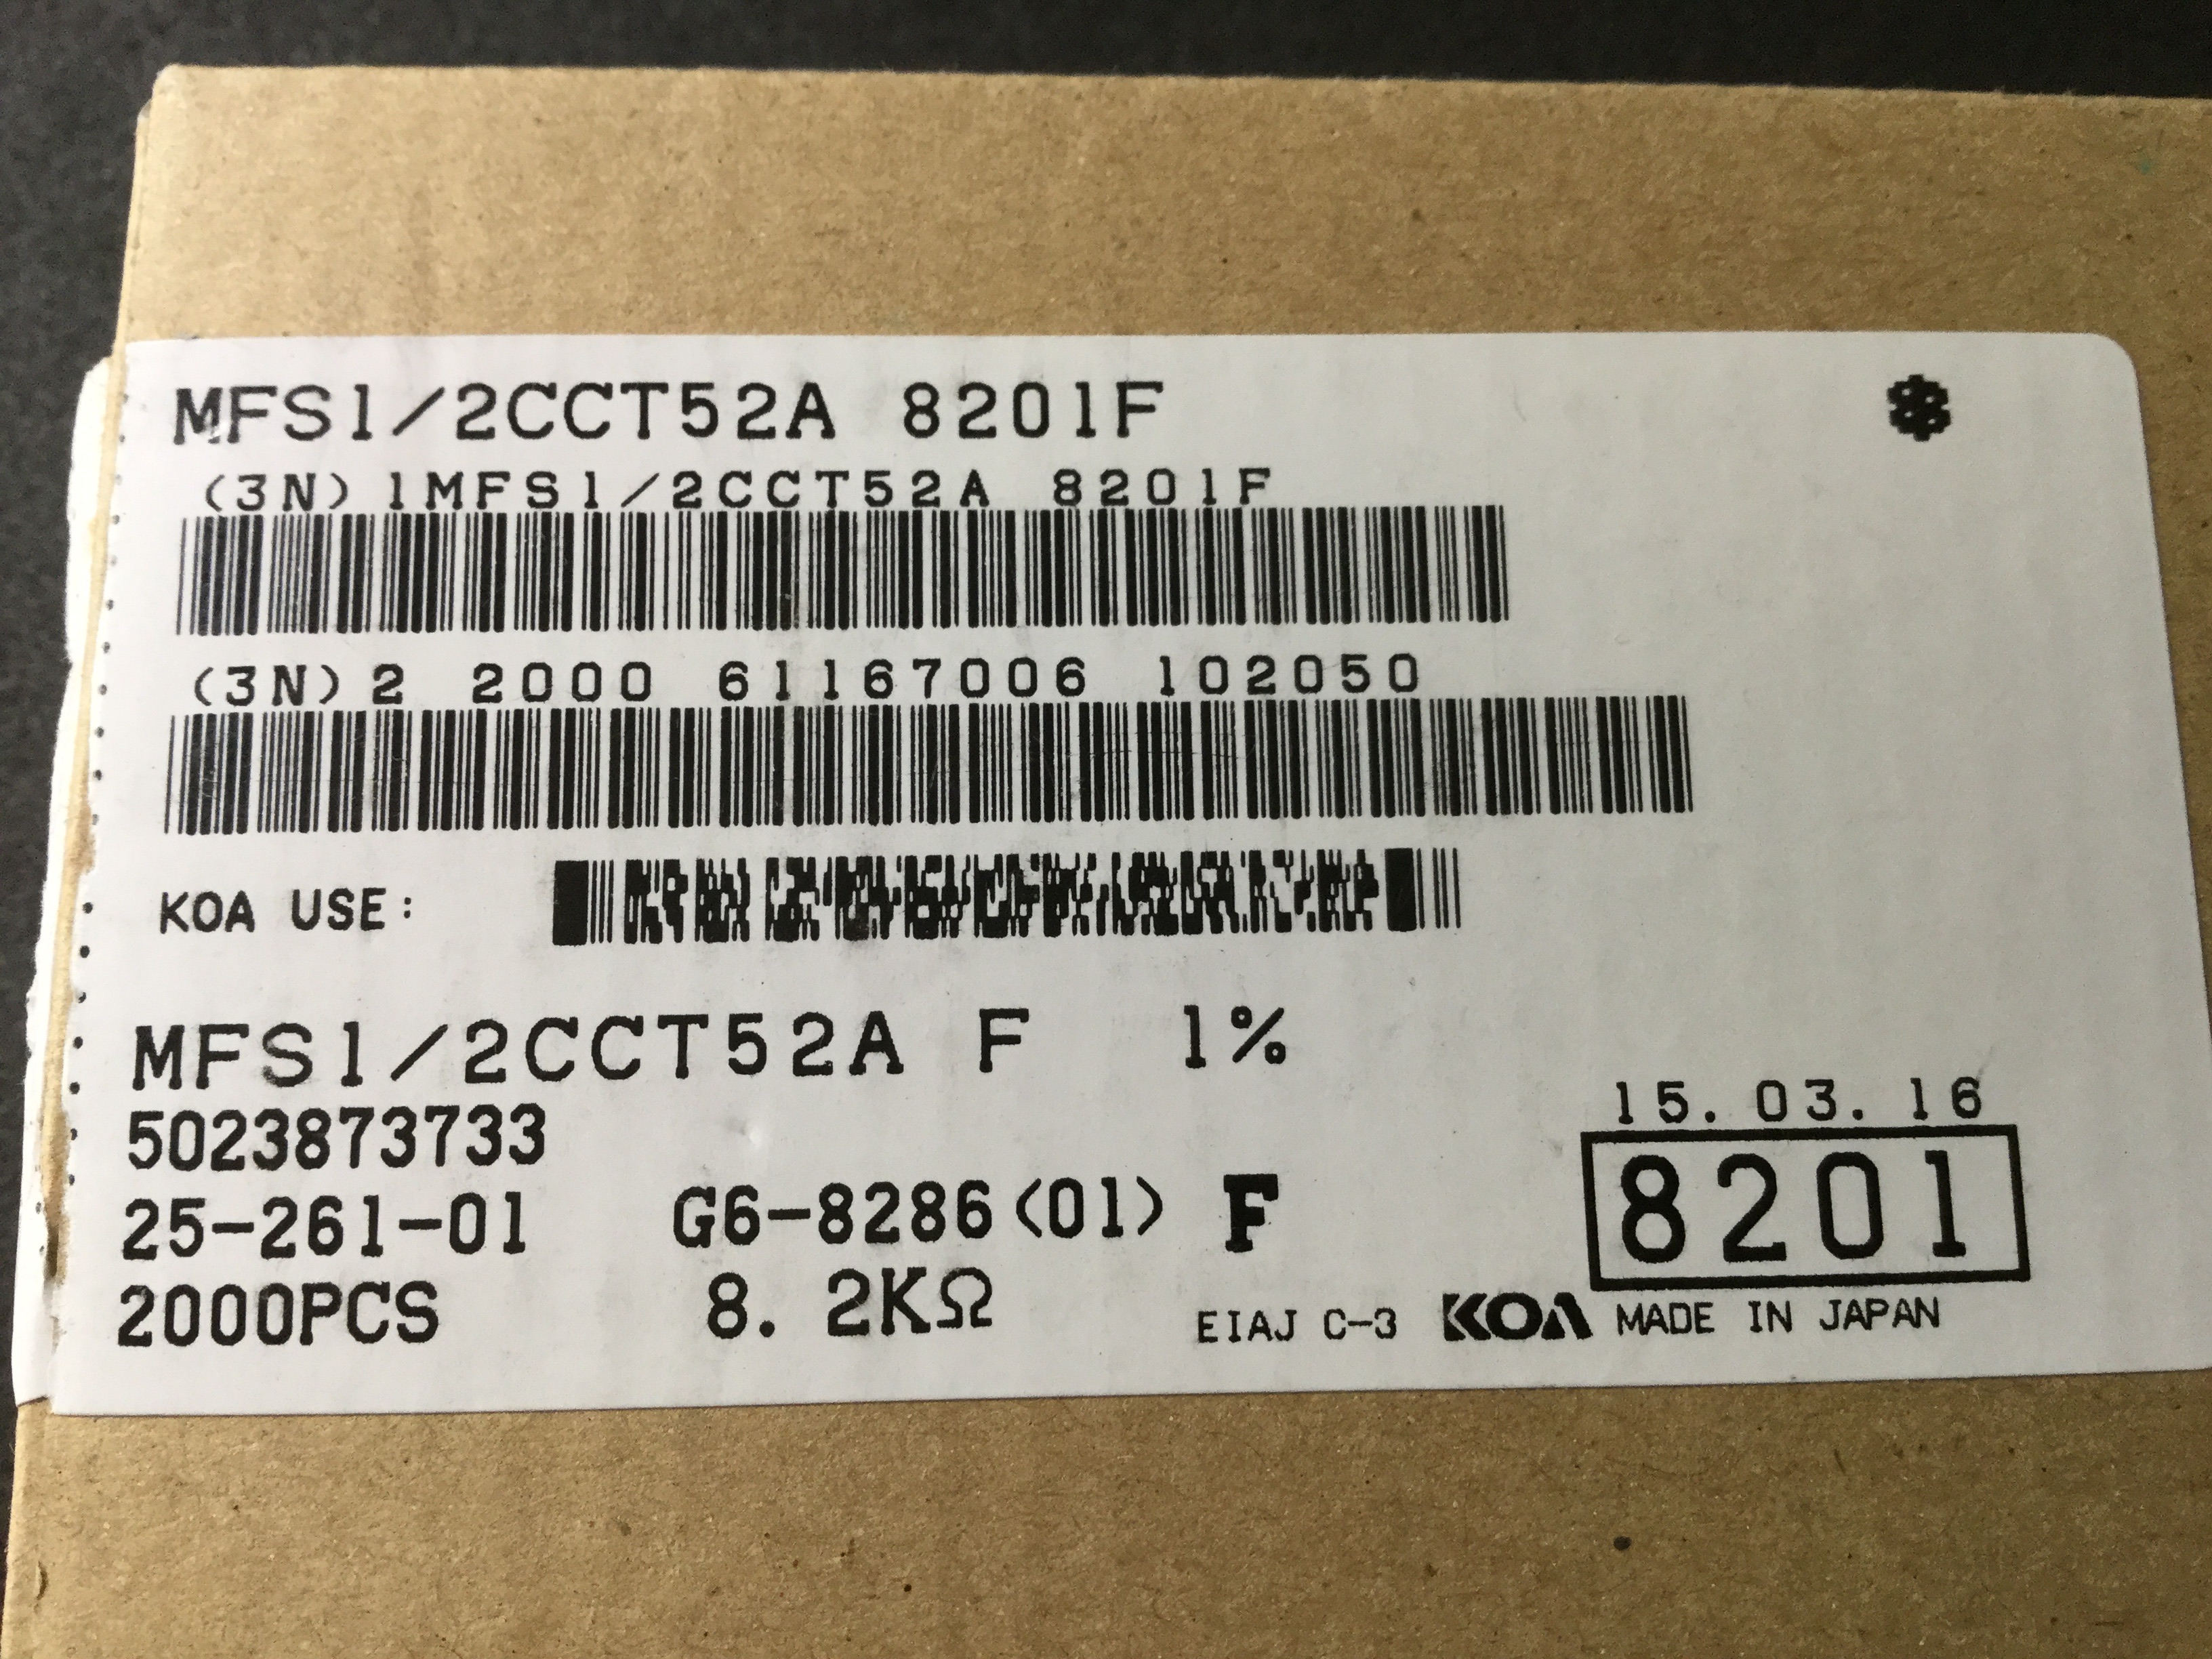 MFS1/2CCT52A 8201F
(3N)1MFS1/2CCT52A 8201F
(3N)2 2000 61167006 102050
KOA USE:
MFS1/2CCT52A F 1%
5023873733
15.03.16
25-261-01 G6-8286(01) F 8201
2000PCS 8.2KΩ EIAJ C-3 KOA MADE IN JAPAN